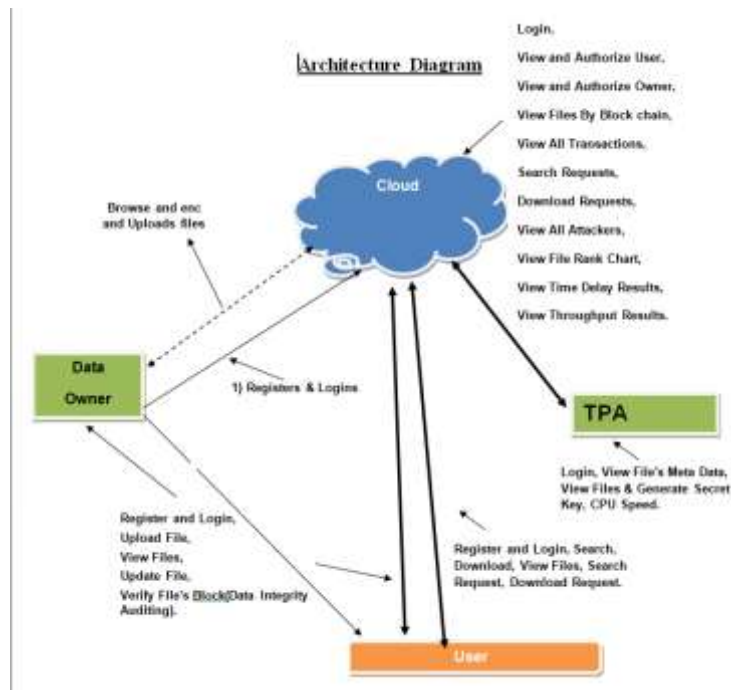 Architecture Diagram
Login,
View and Authorize User,
View and Authorize Owner,
View Files By Block chain,
View All Transactions,
Search Requests,
Download Requests,
View All Attackers,
View File Rank Chart,
View Time Delay Results,
View Throughput Results.
Cloud
Browse and enc
and Uploads files
Data
Owner
1) Registers & Logins
TPA
Login, View File's Meta Data,
View Files & Generate Secret
Key, CPU Speed.
Register and Login,
Upload File,
View Files,
Update File,
Verify File's Block(Data Integrity
Auditing).
Register and Login, Search,
Download, View Files, Search
Request, Download Request.
User